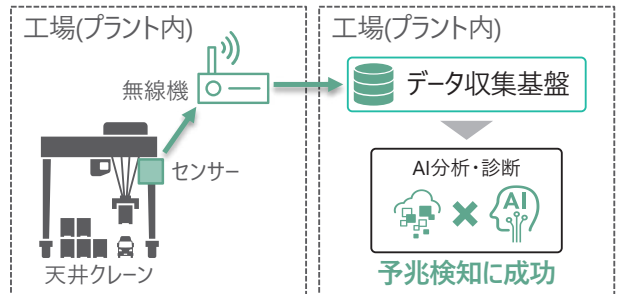 工場(プラント内)
無線機
センサー
天井クレーン
工場(プラント内)
データ収集基盤
AI分析・診断
AI
予兆検知に成功